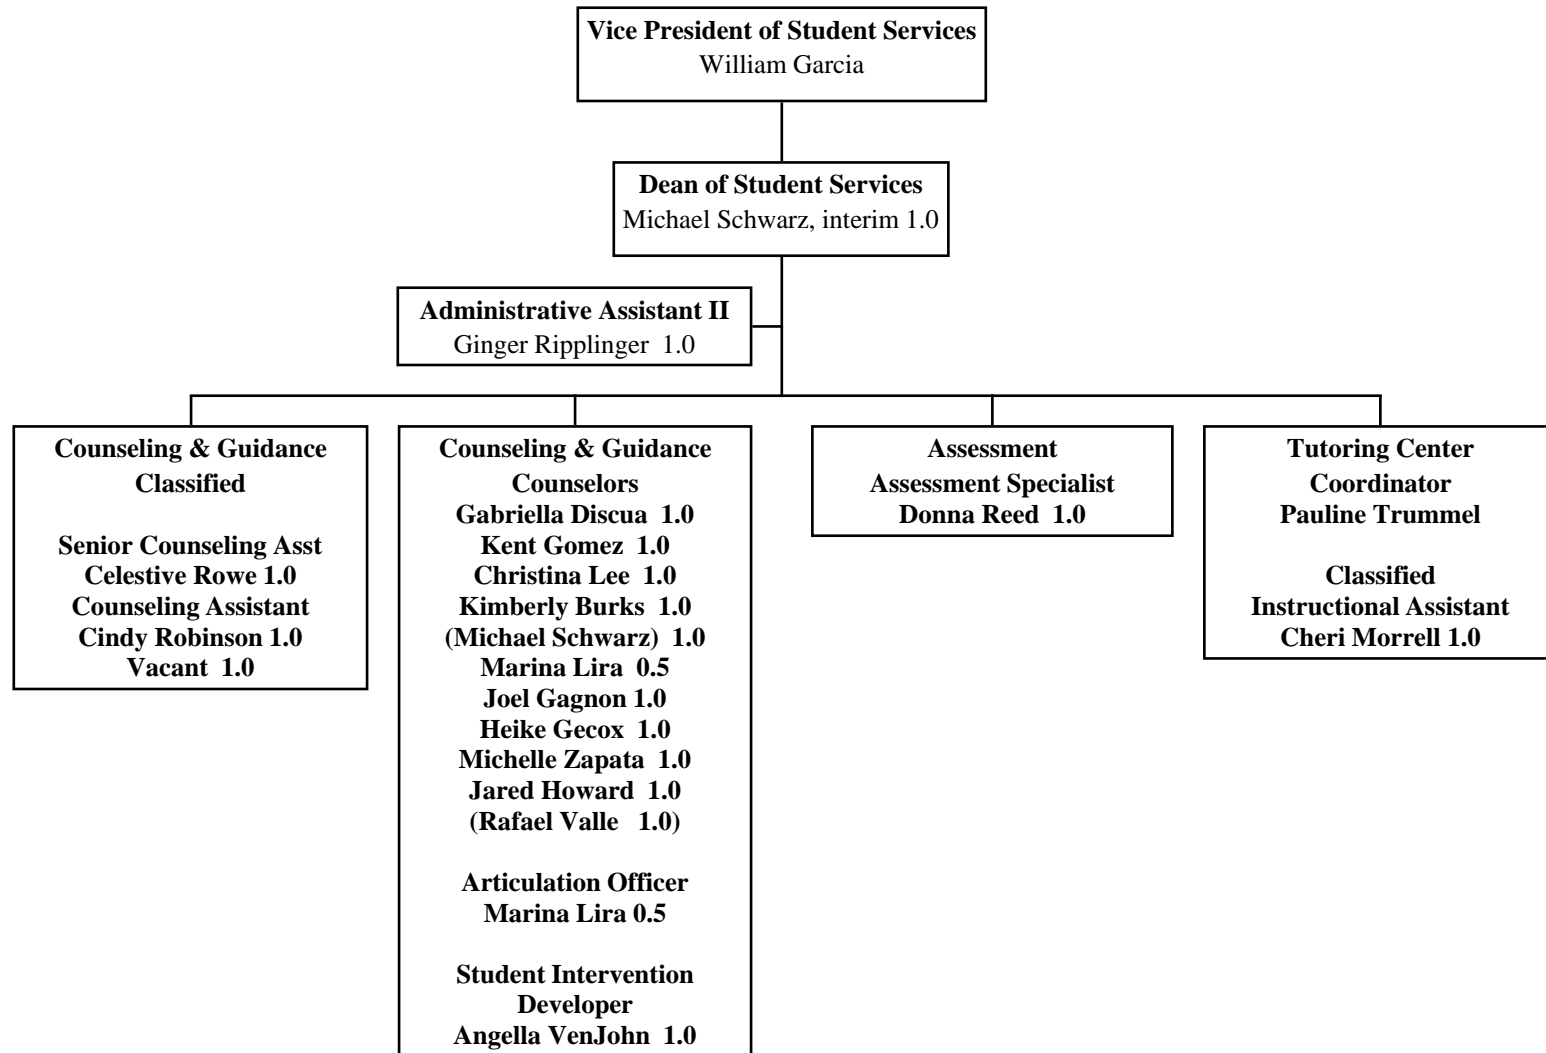 Vice President of Student Services
William Garcia
Dean of Student Services
Michael Schwarz, interim 1.0
Administrative Assistant II
Ginger Ripplinger 1.0
Counseling & Guidance
Classified
Senior Counseling Asst
Celestive Rowe 1.0
Counseling Assistant
Cindy Robinson 1.0
Vacant 1.0
Counseling & Guidance
Counselors
Gabriella Discua 1.0
Kent Gomez 1.0
Christina Lee 1.0
Kimberly Burks 1.0
(Michael Schwarz) 1.0
Marina Lira 0.5
Joel Gagnon 1.0
Heike Gecox 1.0
Michelle Zapata 1.0
Jared Howard 1.0
(Rafael Valle 1.0)
Articulation Officer
Marina Lira 0.5
Student Intervention
Developer
Angella VenJohn 1.0
Assessment
Assessment Specialist
Donna Reed 1.0
Tutoring Center
Coordinator
Pauline Trummel
Classified
Instructional Assistant
Cheri Morrell 1.0